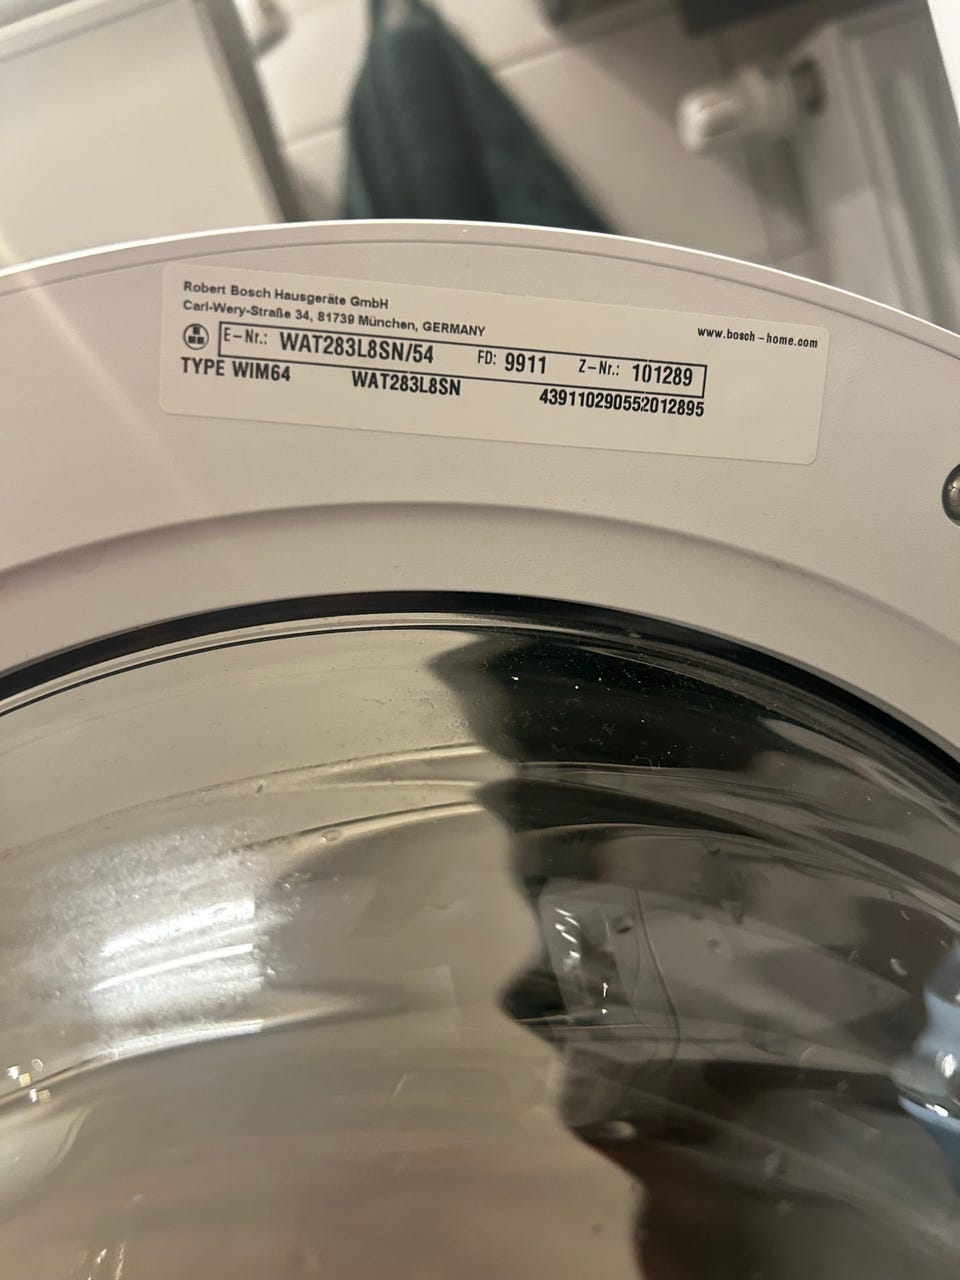 Robert Bosch Hausgeräte GmbH
Carl-Wery-Straße 34, 81739 München, GERMANY
www.bosch-home.com
E-Nr.: WAT283L8SN/54 FD: 9911 Z-Nr.: 101289
TYPE WIM64 WAT283L8SN 439110290552012895